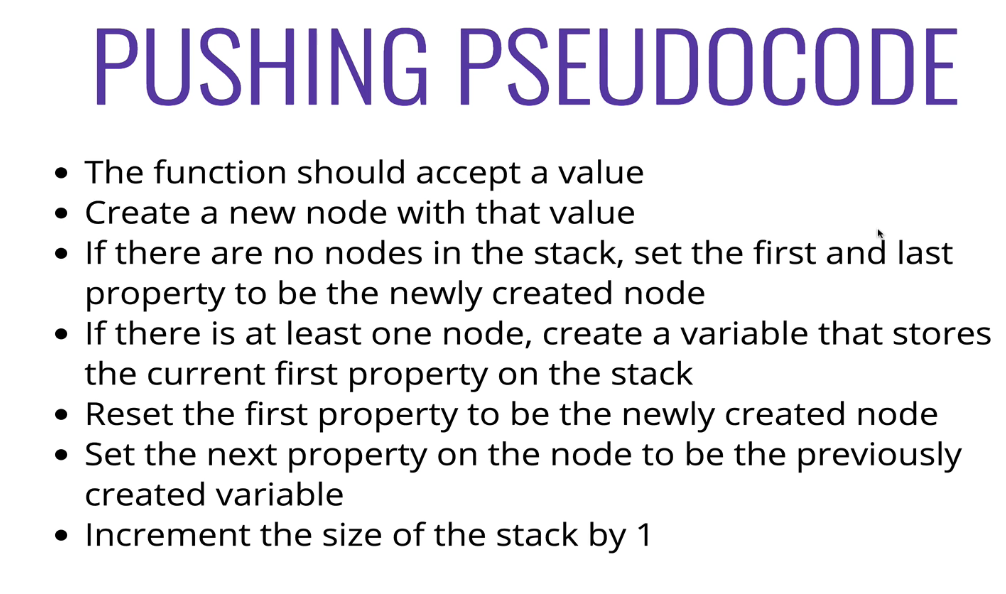 PUSHING PSEUDOCODE
• The function should accept a value
• Create a new node with that value
• If there are no nodes in the stack, set the first and last
property to be the newly created node
• If there is at least one node, create a variable that stores
the current first property on the stack
• Reset the first property to be the newly created node
• Set the next property on the node to be the previously
created variable
• Increment the size of the stack by 1